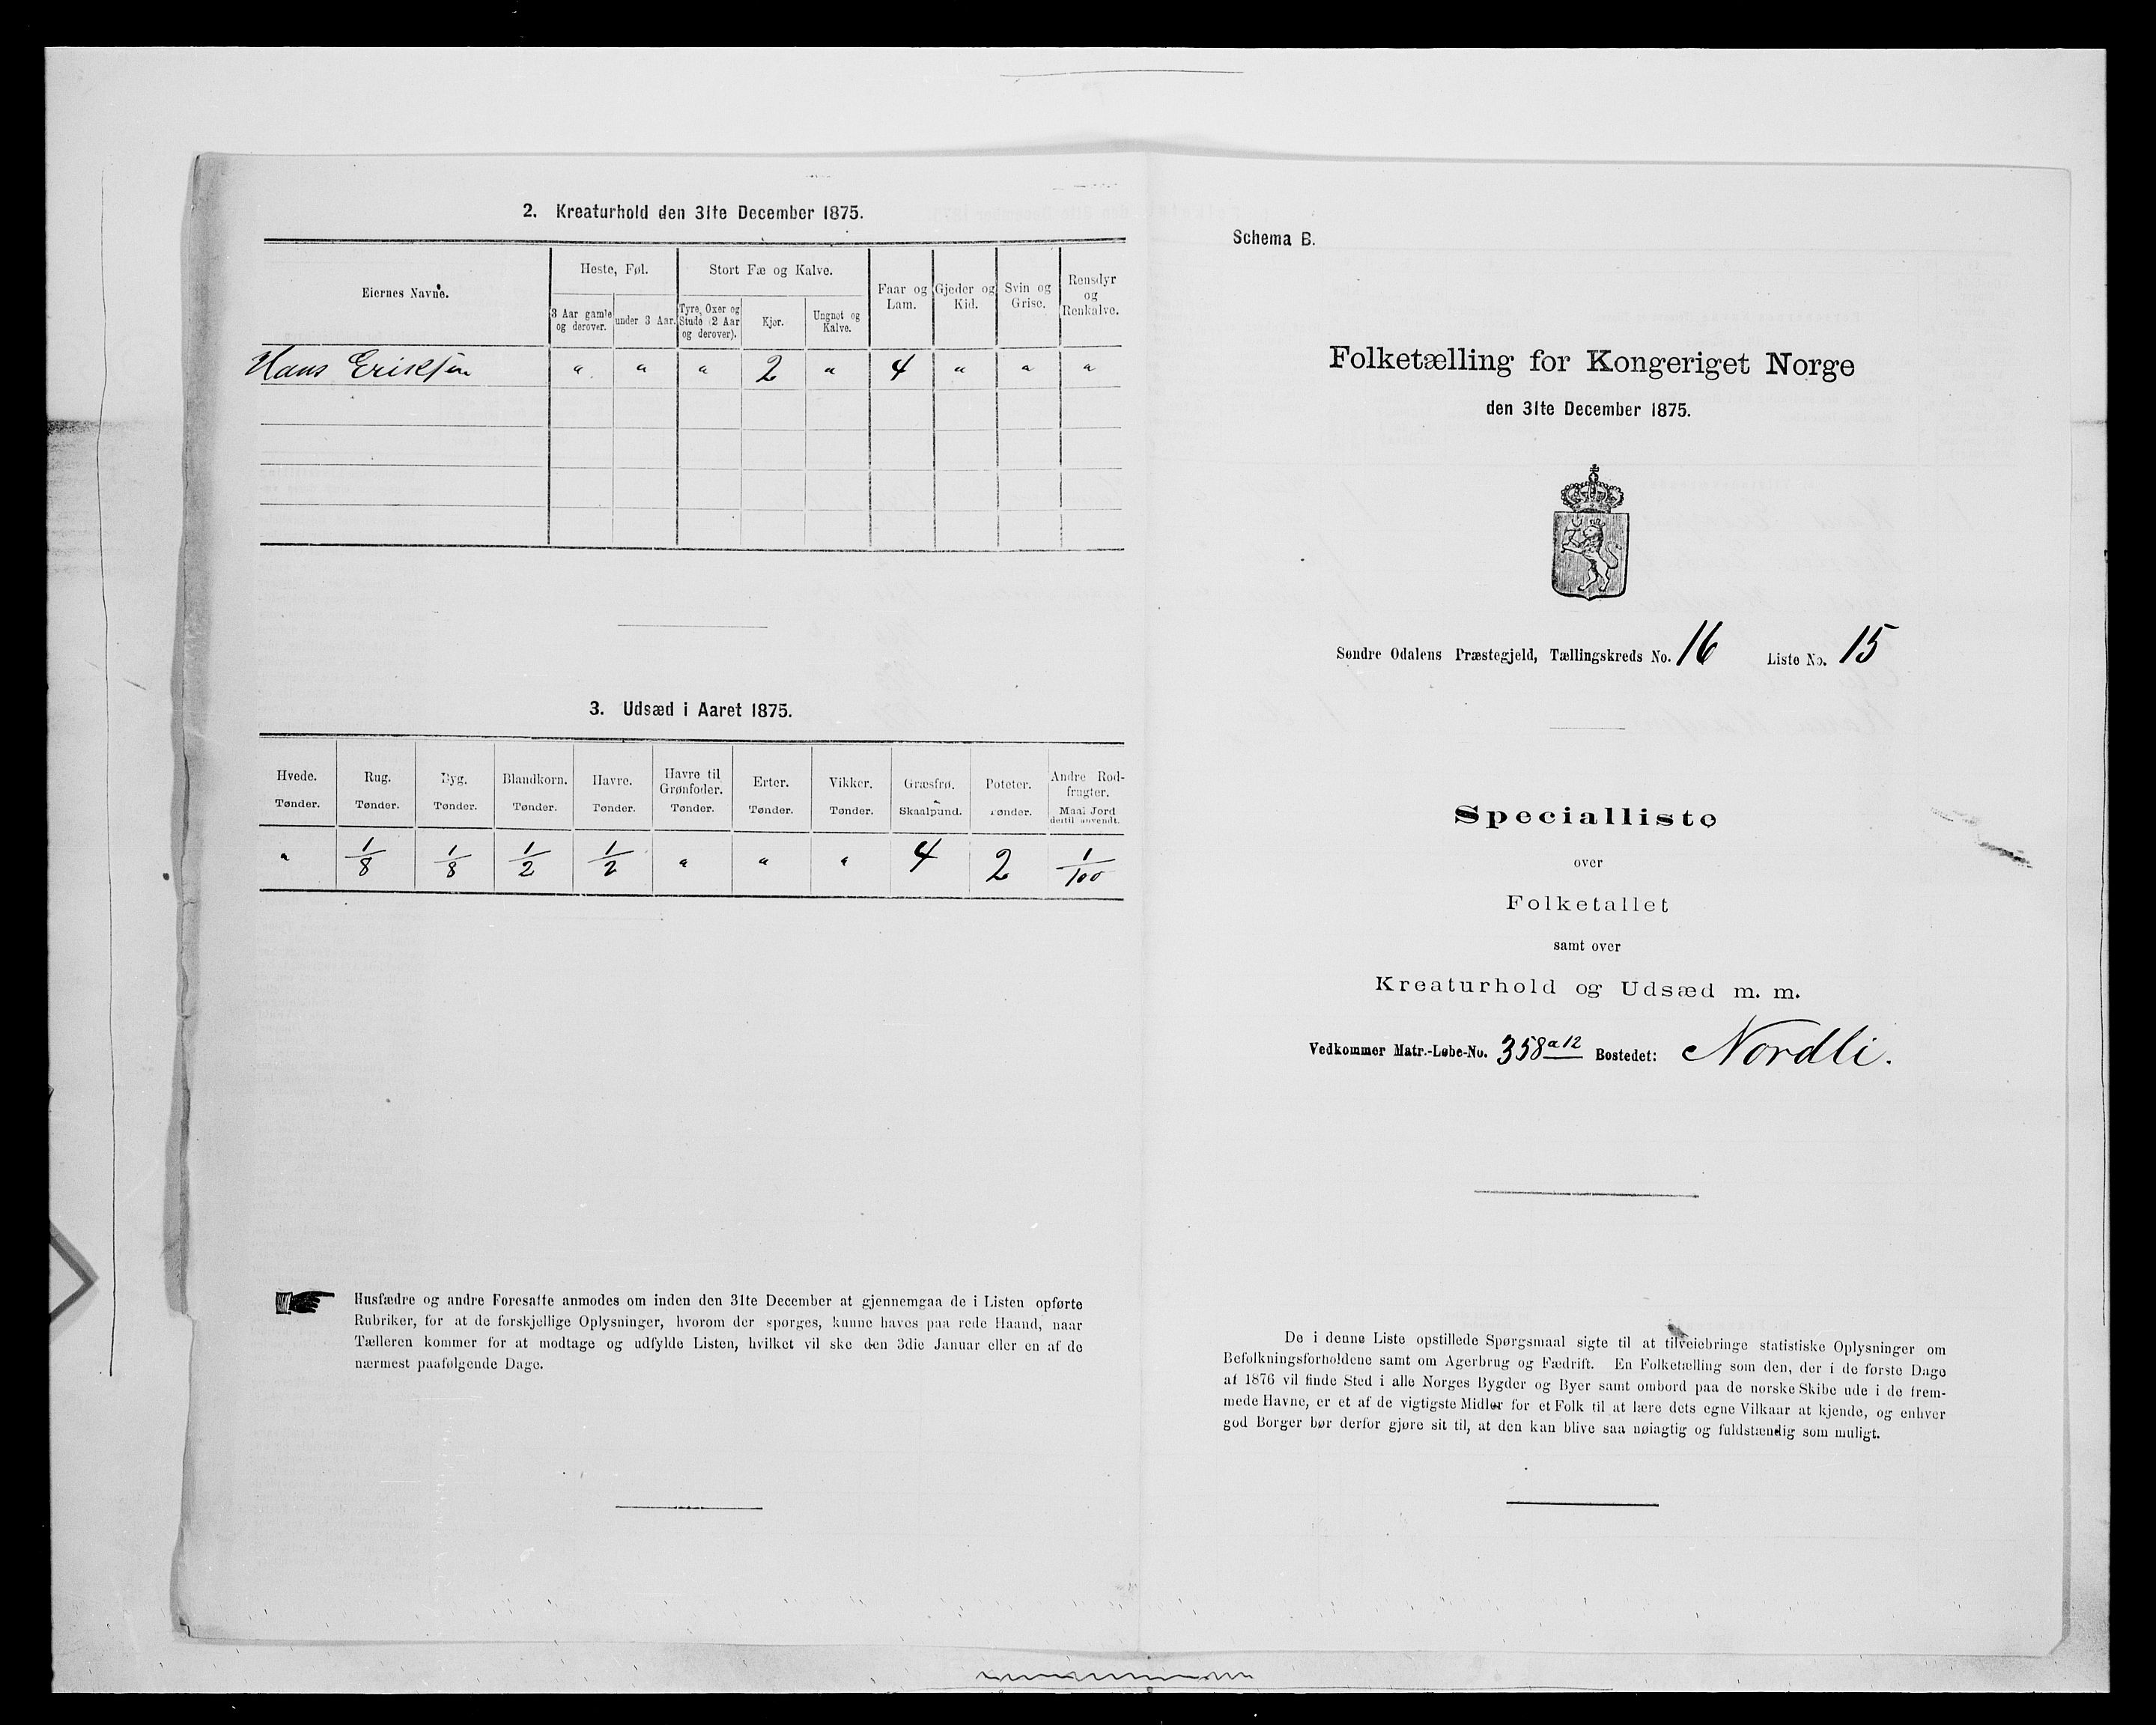 2. Kreaturhold den 31te December 1875.
Eiernes Navne.
Heste, Føl.
Stort Fæ og Kalve.
3 Aar gamle og derover.
under 3 Aar.
Tyre, Oxer og Stude (2 Aar og derover).
Kjør.
Ungnøt og Kalve.
Faar og Lam.
Gjeder og Kid.
Svin og Grise.
Rensdyr og Renkalve.
Hans Eriksen " " " 2 " 4 " " "
3. Udsæd i Aaret 1875.
Hvede. Rug. Byg. Blandkorn. Havre. Havre til Grønfoder. Erter. Vikker. Græsfrø. Poteter. Andre Rodfrugter.
Tønder. Tønder. Tønder. Tønder. Tønder. Tønder. Tønder. Tønder. Skaalpund. Tønder. Maal Jord dertil anvendt.
" 1/8 1/8 1/2 1/2 " " " 4 2 1/100
Husfædre og andre Foresatte anmodes om inden den 31te December at gjennemgaa de i Listen opførte
Rubriker, for at de forskjellige Oplysninger, hvorom der spørges, kunne haves paa rede Haand, naar
Tælleren kommer for at modtage og udfylde Listen, hvilket vil ske den 3die Januar eller en af de
nærmest paafølgende Dage.
Schema B.
Folketælling for Kongeriget Norge
den 31te December 1875.
Søndre Odalens Præstegjeld, Tællingskreds No. 16 Liste No. 15
Specialliste
over
Folketallet
samt over
Kreaturhold og Udsæd m. m.
Vedkommer Matr.-Løbe-No. 358a12 Bostedet: Nordli.
De i denne Liste opstillede Spørgsmaal sigte til at tilveiebringe statistiske Oplysninger om
Befolkningsforholdene samt om Agerbrug og Fædrift. En Folketælling som den, der i de første Dage
af 1876 vil finde Sted i alle Norges Bygder og Byer samt ombord paa de norske Skibe ude i de frem-
mede Havne, er et af de vigtigste Midler for et Folk til at lære dets egne Vilkaar at kjende, og enhver
god Borger bør derfor gjøre sit til, at den kan blive saa nøiagtig og fuldstændig som muligt.